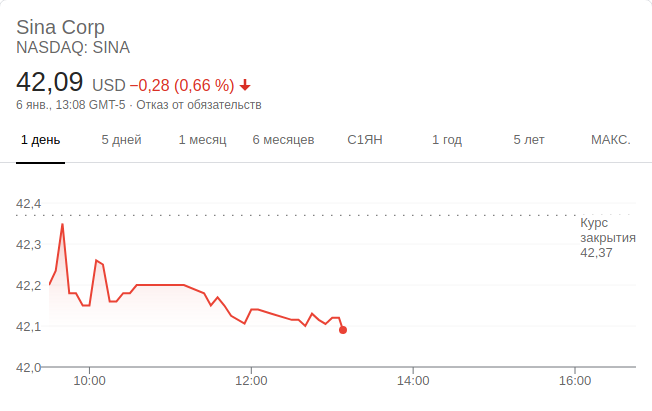 Sina Corp
NASDAQ: SINA
42,09 USD −0,28 (0,66 %)
6 янв., 13:08 GMT-5 · Отказ от обязательств
1 день 5 дней 1 месяц 6 месяцев С1ЯН 1 год 5 лет МАКС.
42,4
Курс
закрытия
42,37
42,3
42,2
42,1
42,0
10:00 12:00 14:00 16:00